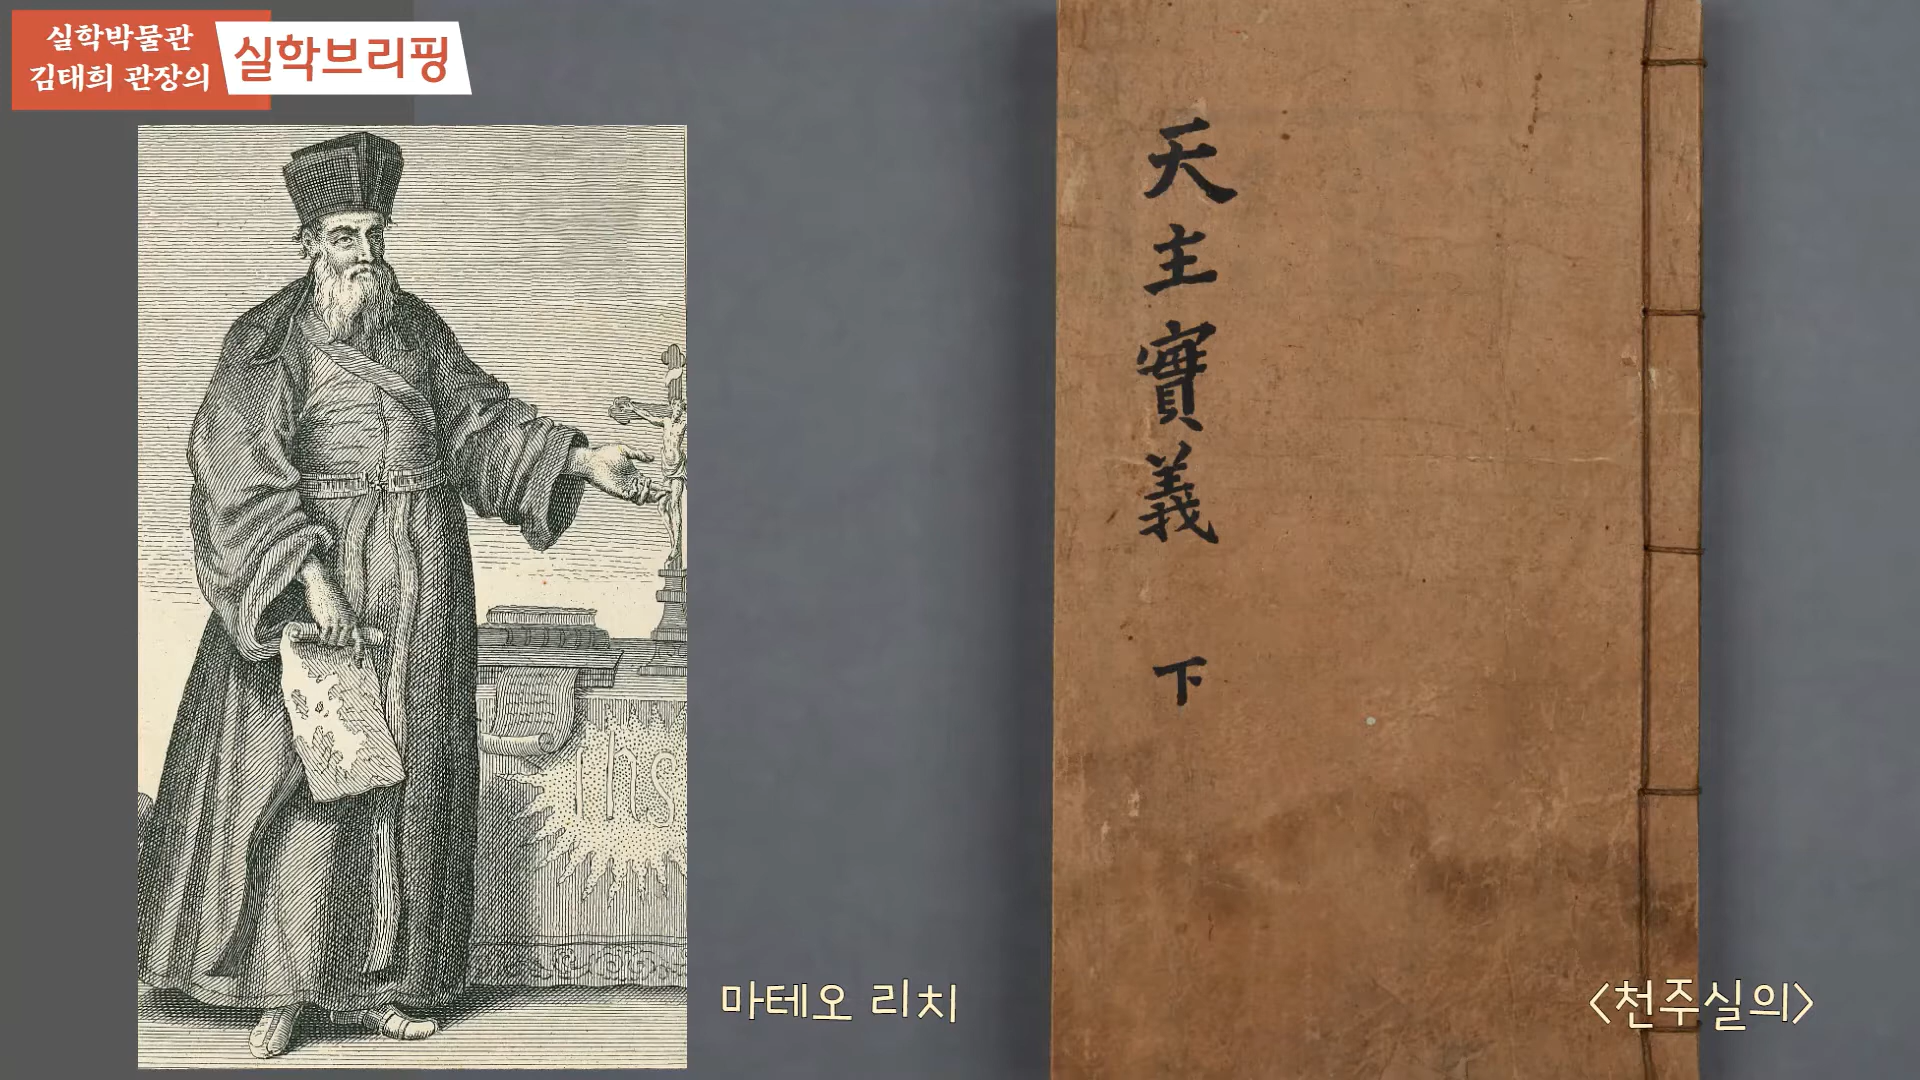 실학박물관
김태희 관장의
실학브리핑
天主實義 下
ihs
마테오 리치
<천주실의>